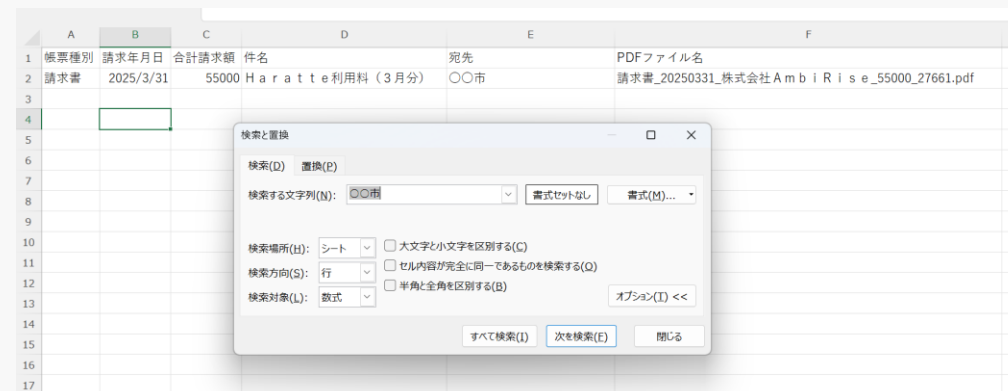 A B C D E F
1 帳票種別 請求年月日 合計請求額 件名 宛先 PDFファイル名
2 請求書 2025/3/31 55000 Ｈａｒａｔｔｅ利用料（３月分） 〇〇市 請求書_20250331_株式会社ＡｍｂｉＲｉｓｅ_55000_27661.pdf
3
4
5
6
7
8
9
10
11
12
13
14
15
16
17
検索と置換
検索(D) 置換(P)
検索する文字列(N): 〇〇市 書式セットなし 書式(M)...
検索場所(H): シート 大文字と小文字を区別する(C)
検索方向(S): 行 セル内容が完全に同一であるものを検索する(O)
検索対象(L): 数式 半角と全角を区別する(B)
オプション(T) <<
すべて検索(I) 次を検索(F) 閉じる